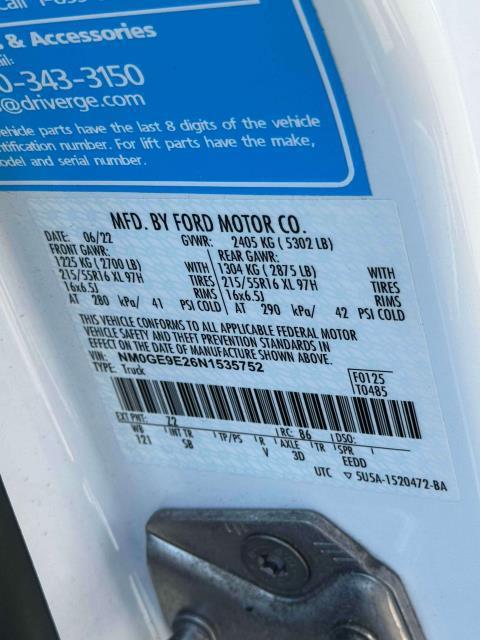 s & Accessories
ail:
0-343-3150
s@driverge.com
ehicle parts have the last 8 digits of the vehicle
ntification number. For lift parts have the make,
odel and serial number.
MFD. BY FORD MOTOR CO.
DATE: 06/22 GVWR: 2405 KG ( 5302 LB)
FRONT GAWR: REAR GAWR:
1225 KG ( 2700 LB) WITH 1304 KG ( 2875 LB) WITH
215/55R16 XL 97H TIRES 215/55R16 XL 97H TIRES
16x6.5J RIMS 16x6.5J RIMS
AT 280 kPa/ 41 PSI COLD AT 290 kPa/ 42 PSI COLD
THIS VEHICLE CONFORMS TO ALL APPLICABLE FEDERAL MOTOR
VEHICLE SAFETY AND THEFT PREVENTION STANDARDS IN
EFFECT ON THE DATE OF MANUFACTURE SHOWN ABOVE.
VIN: NM0GE9E26N1535752
TYPE: Truck
F0125
T0485
EXT PNT: Z2 RC: B6 DSO:
WB INT TR TP/PS R AXLE TR SPR
121 SB V 3D EEDD
UTC 5U5A-1520472-BA